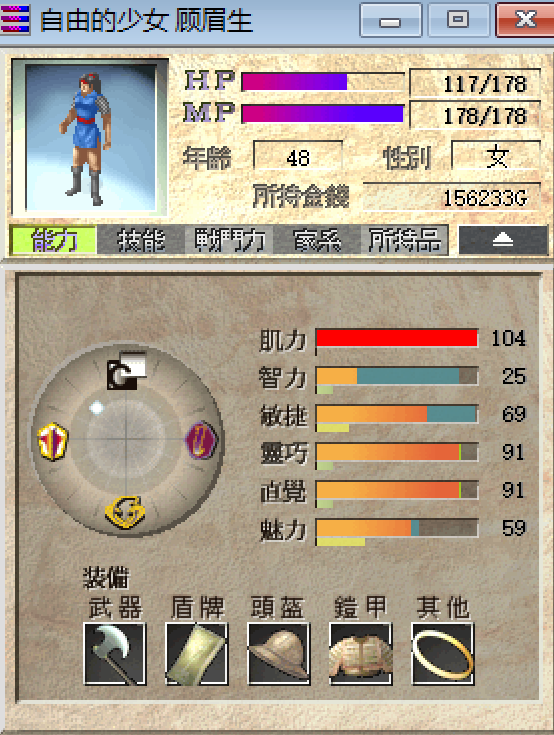 自由的少女 顾眉生
HP 117/178
MP 178/178
年齡 48 性別 女
所持金錢 156233G
能力 技能 戰鬥力 家系 所持品
肌力 104
智力 25
敏捷 69
靈巧 91
直覺 91
魅力 59
裝備
武器 盾牌 頭盔 鎧甲 其他